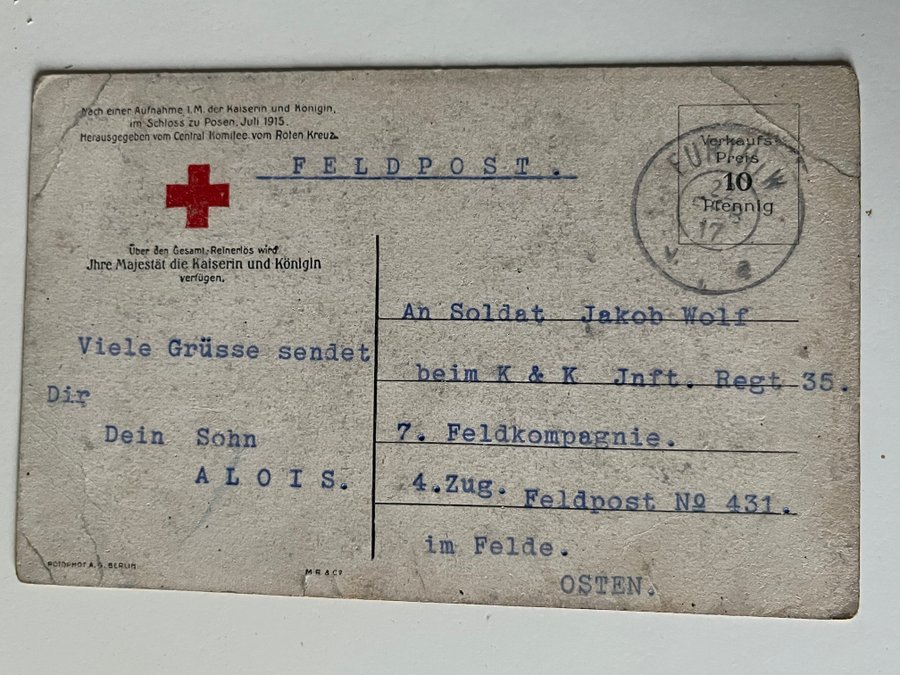 Nach einer Aufnahme I. M. der Kaiserin und Königin,
im Schloss zu Posen, Juli 1915.
Herausgegeben vom Central Komitee vom Roten Kreuz.
FELDPOST.
Verkaufs-
Preis
10
Pfennig
17
Über den Gesamt-Reinerlös wird
Jhre Majestät die Kaiserin und Königin
verfügen.
Viele Grüsse sendet
Dir
Dein Sohn
ALOIS.
An Soldat Jakob Wolf
beim K & K Jnft. Regt 35.
7. Feldkompagnie.
4.Zug. Feldpost № 431.
im Felde.
OSTEN.
ROTOPHOT A. G. BERLIN.
M R & Co